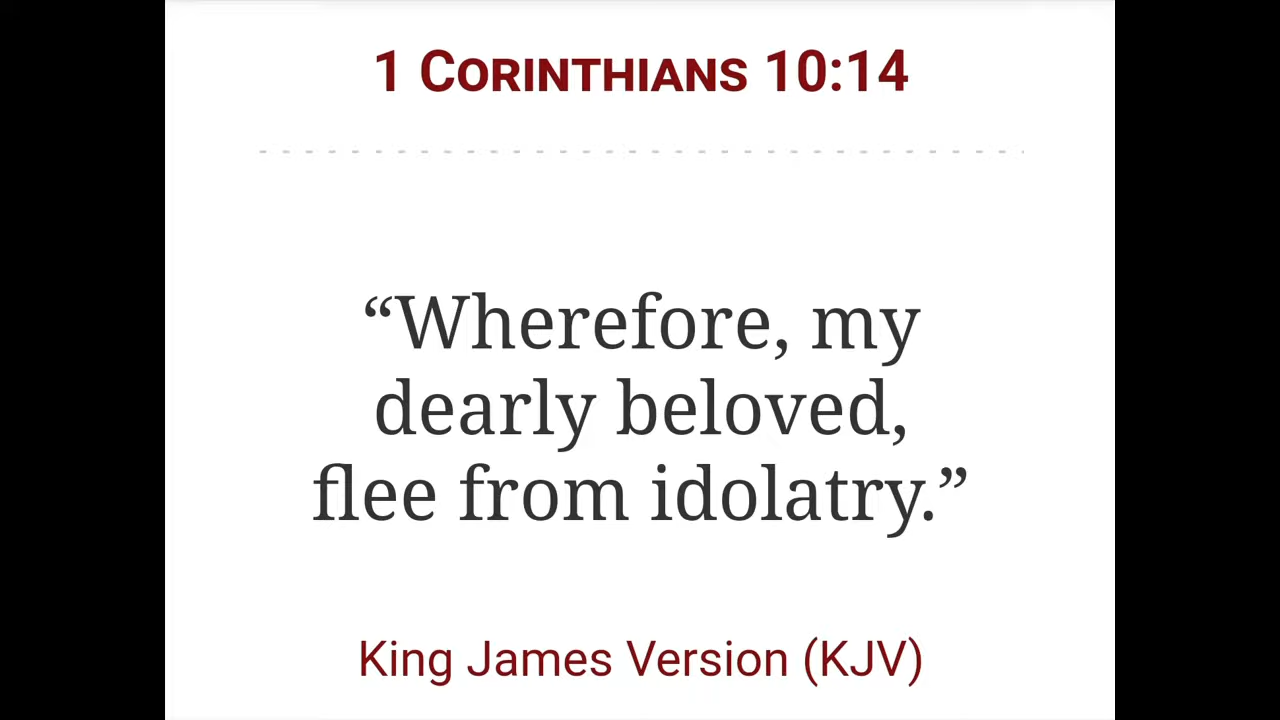 1 Corinthians 10:14
“Wherefore, my
dearly beloved,
flee from idolatry.”
King James Version (KJV)